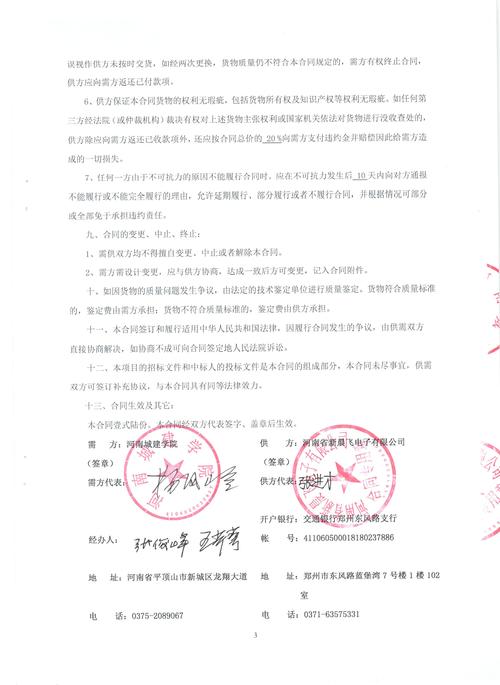 误视作供方未按时交货，如经两次更换，货物质量仍不符合本合同规定的，需方有权终止合同，
供方应向需方返还已付款项。
6、供方保证本合同货物的权利无瑕疵，包括货物所有权及知识产权等权利无瑕疵。如任何第
三方经法院（或仲裁机构）裁决有权对上述货物主张权利或国家机关依法对货物进行没收查处的，
供方除应向需方返还已收款项外，还应按合同总价的 20%向需方支付违约金并赔偿因此给需方造
成的一切损失。
7、任何一方由于不可抗力的原因不能履行合同时，应在不可抗力发生后 10 天内向对方通报
不能履行或不能完全履行的理由，允许延期履行、部分履行或者不履行合同，并根据情况可部分
或全部免于承担违约责任。
九、合同的变更、中止、终止：
1、需供双方均不得擅自变更、中止或者解除本合同。
2、需方需设计变更，应与供方协商，达成一致后方可变更，记入合同附件。
十、如因货物的质量问题发生争议，由法定的技术鉴定单位进行质量鉴定。货物符合质量标准
的，鉴定费由需方承担；货物不符合质量标准的，鉴定费由供方承担。
十一、本合同签订和履行适用中华人民共和国法律，因履行合同发生的争议，由供需双方
直接协商解决，如协商不成可向合同签定地人民法院诉讼。
十二、本项目的招标文件和中标人的投标文件是本合同的组成部分，本合同未尽事宜，供需
双方可签订补充协议，与本合同具有同等法律效力。
十三、合同生效及其它：
本合同壹式陆份。本合同经双方代表签字、盖章后生效。
需 方：河南城建学院 供 方：河南省新晨飞电子有限公司
（签章） （签章）
需方代表： 供方代表：张进才
开户银行：交通银行郑州东风路支行
经办人： 帐 号：411060500018180237886
地 址：河南省平顶山市新城区龙翔大道 地 址：郑州市东风路蓝堡湾 7 号楼 1 楼 102
室
电 话：0375-2089067 电 话：0371-63575331
3